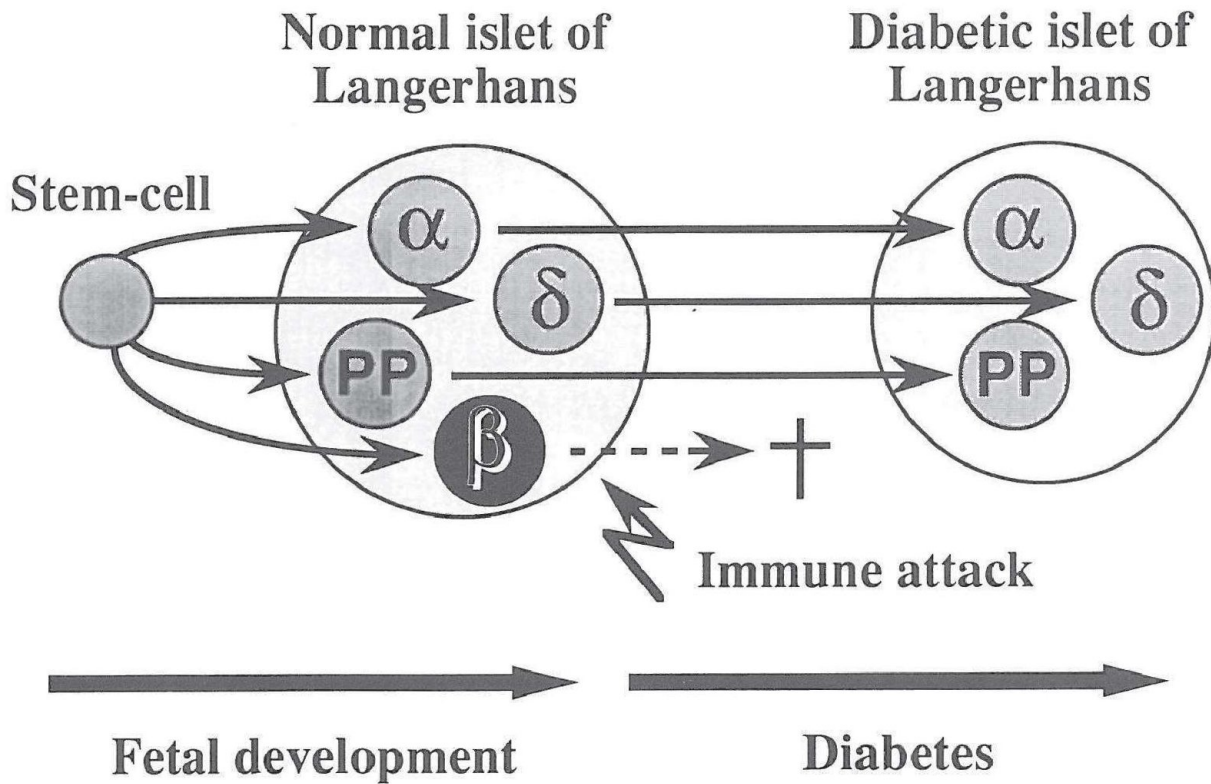 Normal islet of
Langerhans
Diabetic islet of
Langerhans
Stem-cell
α
δ
PP
β
α
δ
PP
Immune attack
Fetal development
Diabetes